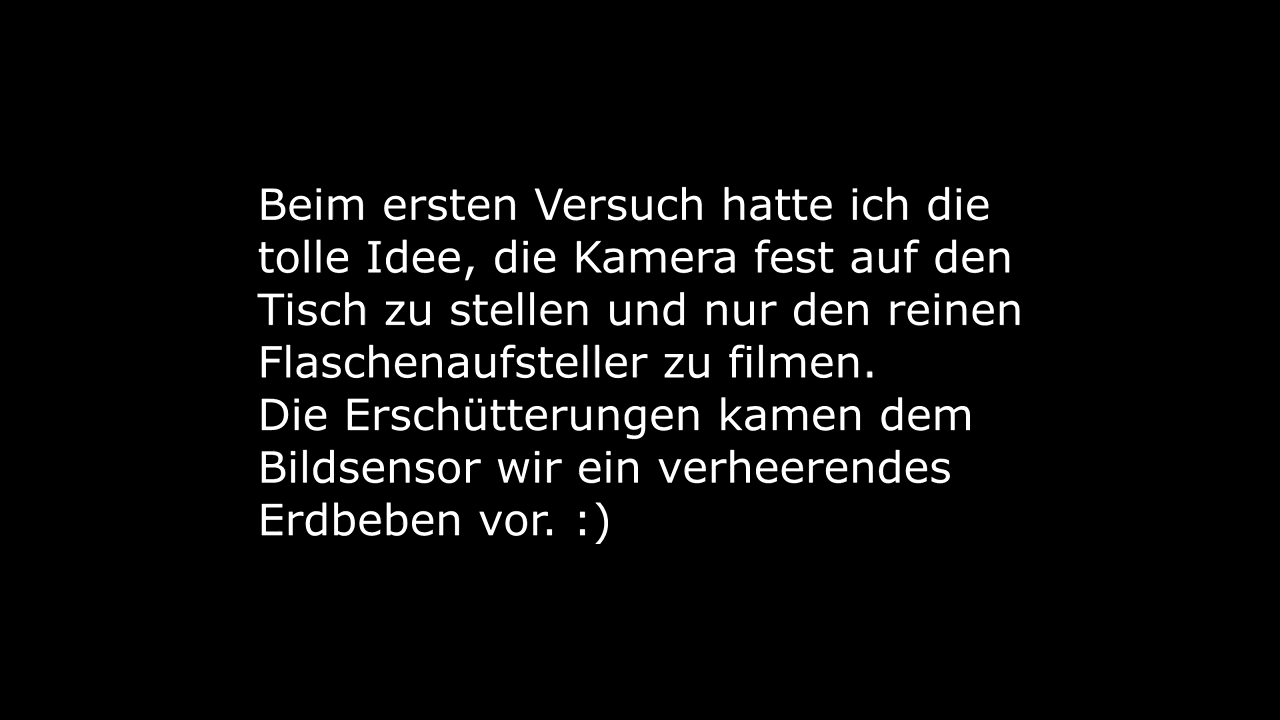 Beim ersten Versuch hatte ich die
tolle Idee, die Kamera fest auf den
Tisch zu stellen und nur den reinen
Flaschenaufsteller zu filmen.
Die Erschütterungen kamen dem
Bildsensor wir ein verheerendes
Erdbeben vor. :)